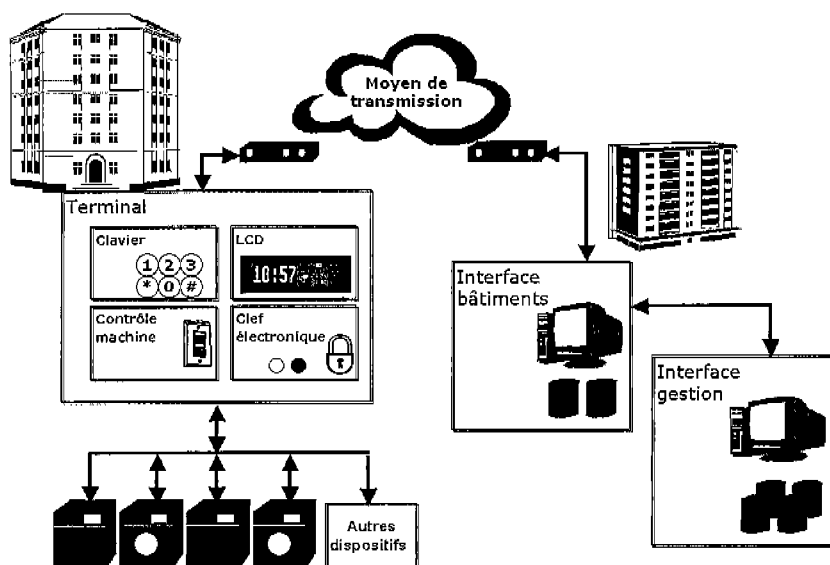 Moyen de
transmission
Terminal
Clavier
1 2 3
* 0 #
LCD
10:57
Contrôle
machine
Clef
électronique
Interface
bâtiments
Interface
gestion
Autres
dispositifs